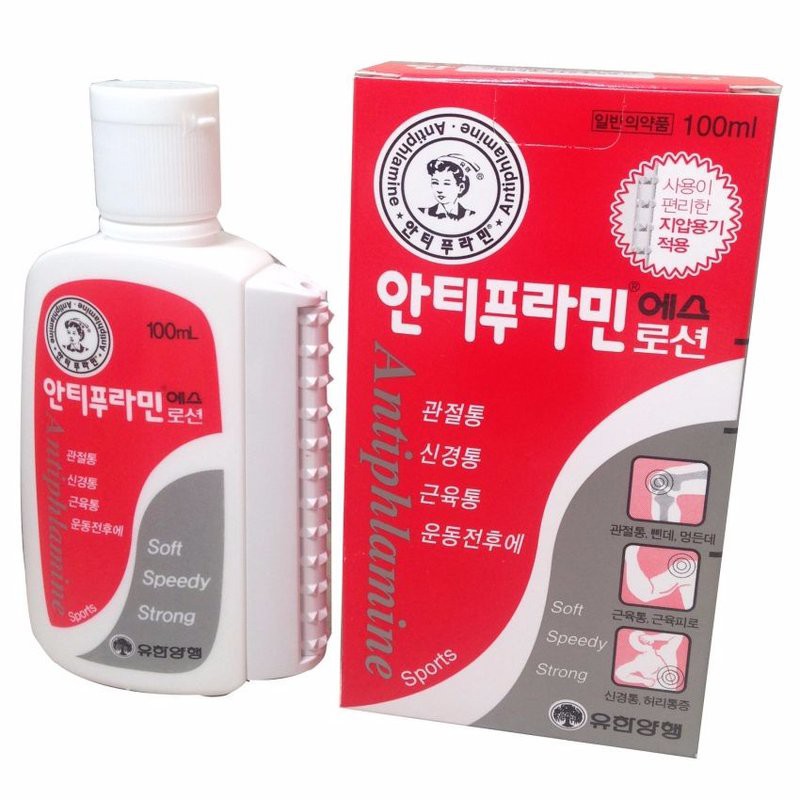 100mL
Antiphlamine · Antiphlamine
안티푸라민
안티푸라민 에스
로션
관절통
신경통
근육통
운동전후에
Antiphlamine
Sports
Soft
Speedy
Strong
유한양행
일반의약품 100ml
Antiphlamine · Antiphlamine
유한
®
안티푸라민
사용이
편리한
지압용기
적용
안티푸라민® 에스
로션
관절통
신경통
근육통
운동전후에
Antiphlamine
Sports
Soft
Speedy
Strong
관절통, 삔데, 멍든데
근육통, 근육피로
신경통, 허리통증
유한양행